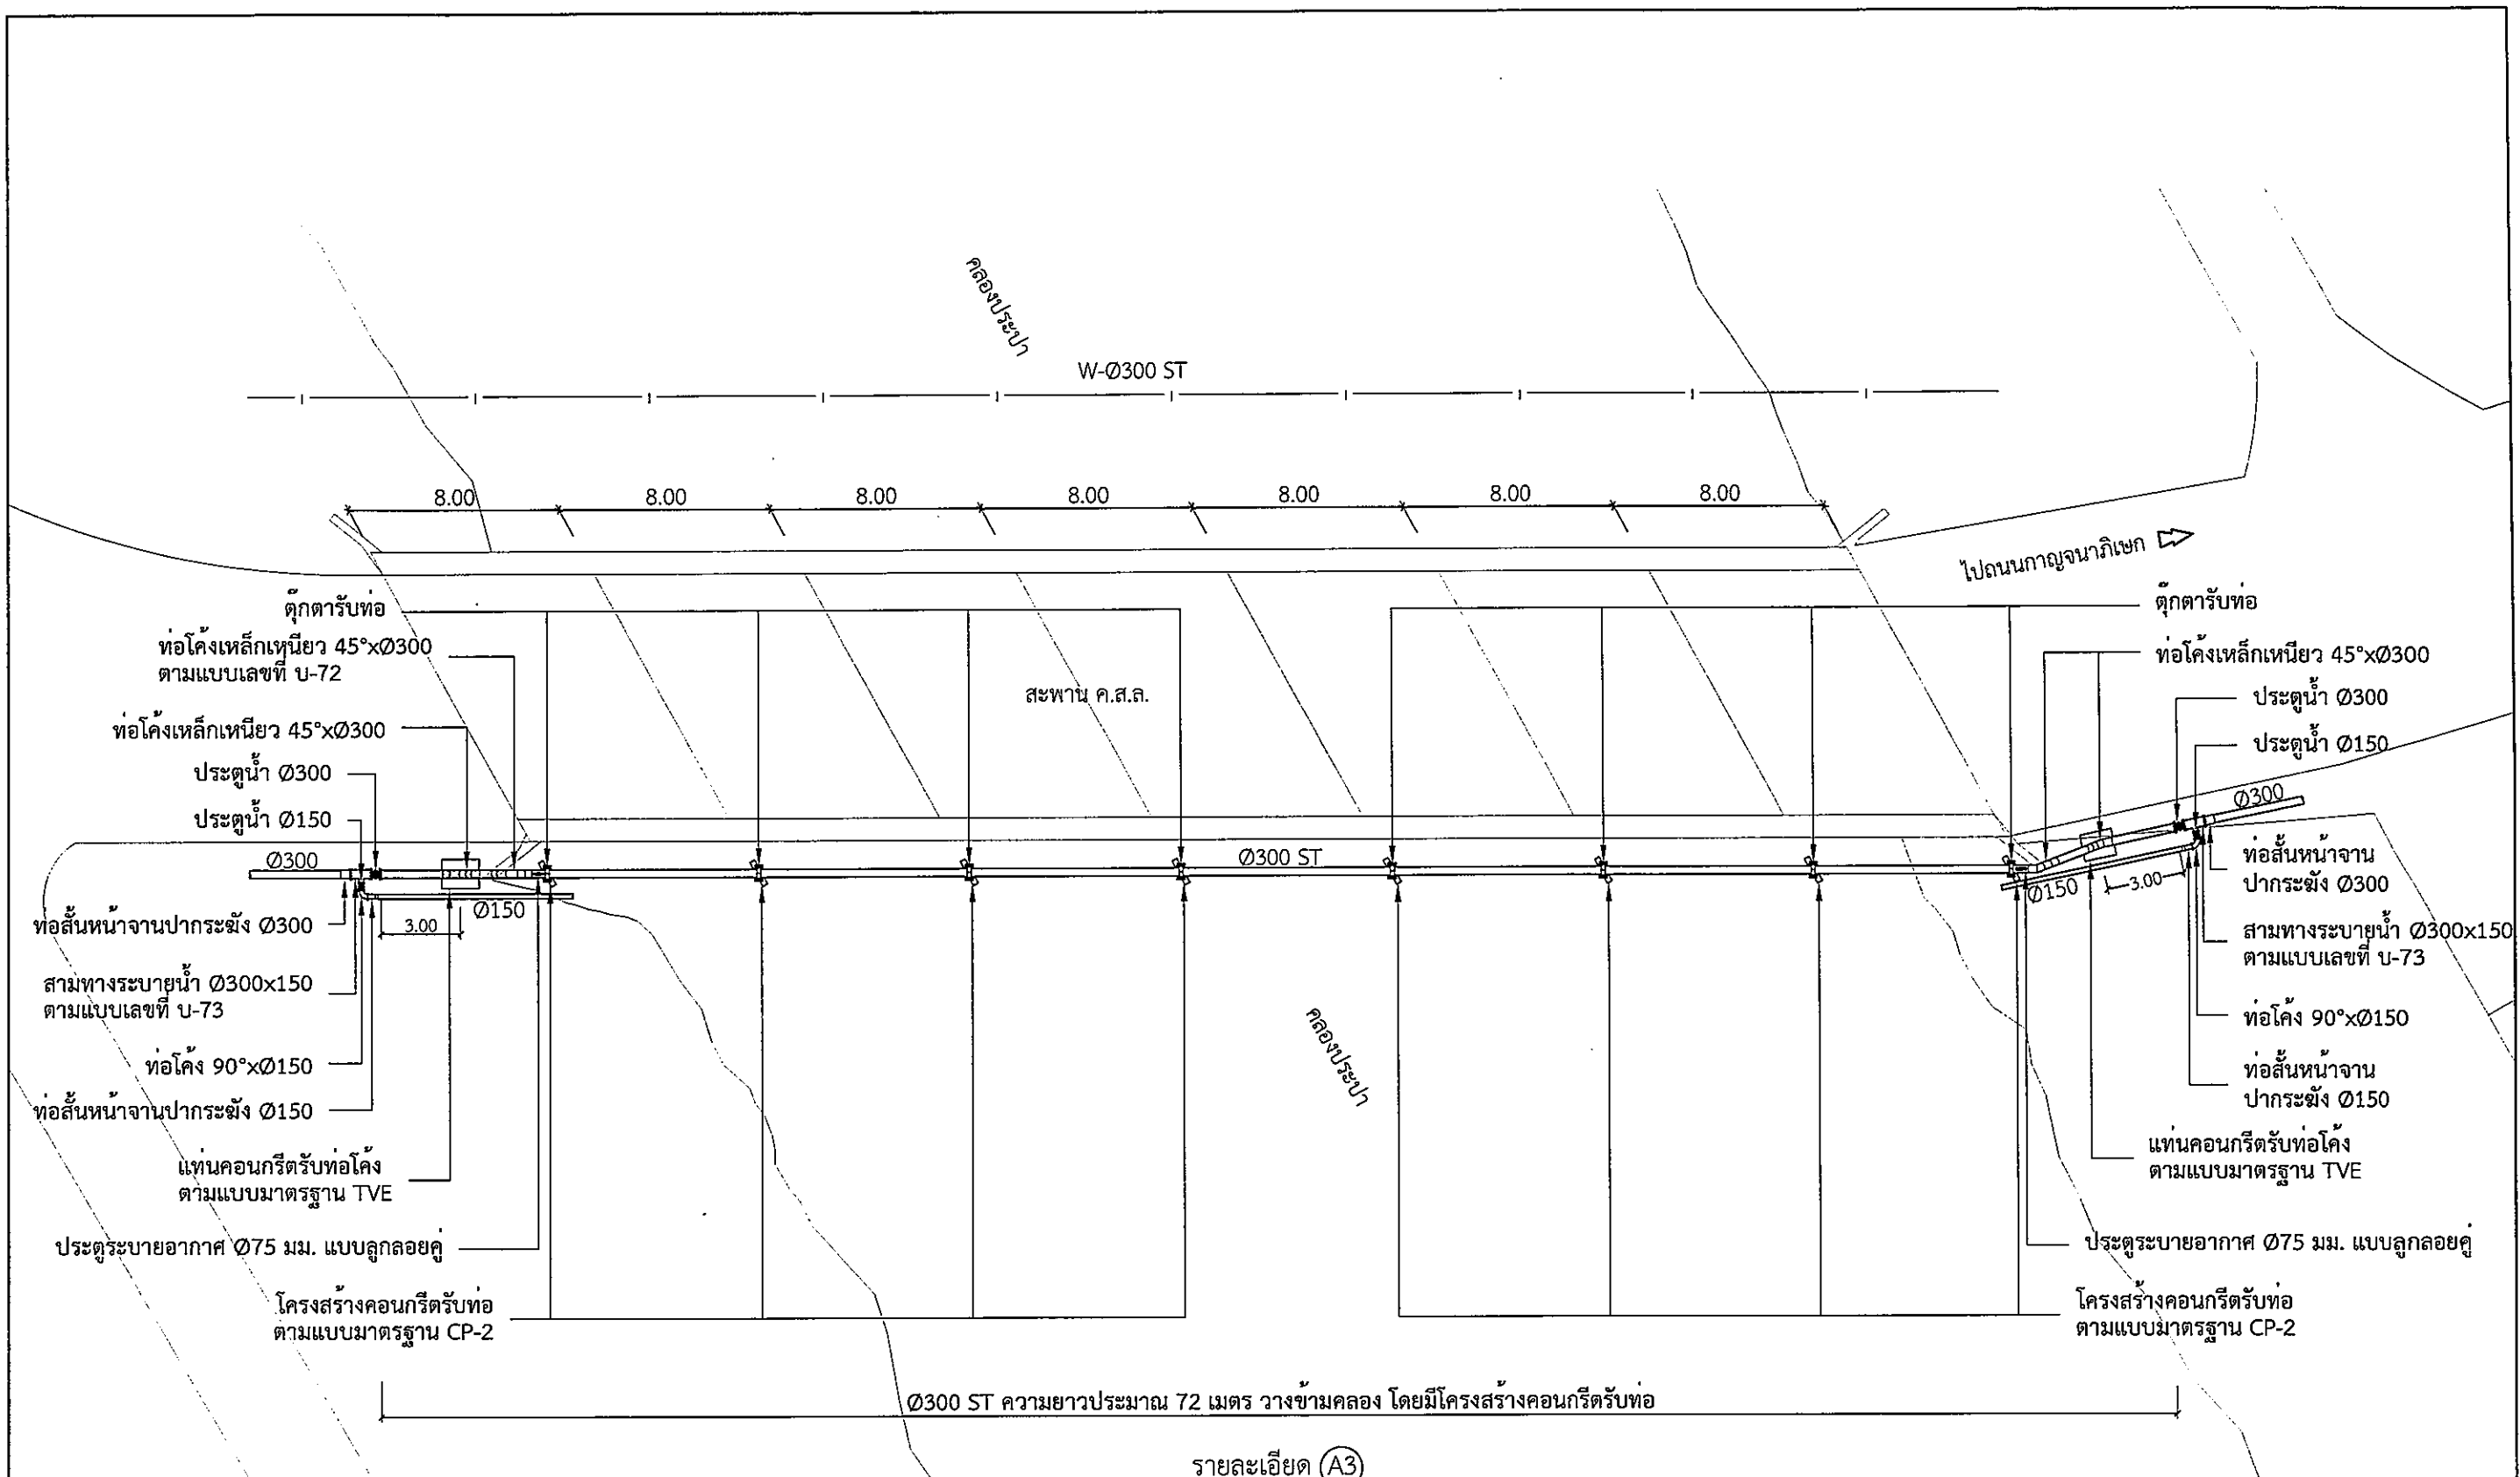 คลองประปา
W-Ø300 ST
8.00
8.00
8.00
8.00
8.00
8.00
8.00
ไปถนนกาญจนาภิเษก
ตุ๊กตารับท่อ
ท่อโค้งเหล็กเหนียว 45°xØ300
ตามแบบเลขที่ บ-72
ท่อโค้งเหล็กเหนียว 45°xØ300
ประตูน้ำ Ø300
ประตูน้ำ Ø150
Ø300
สะพาน ค.ส.ล.
Ø300 ST
ตุ๊กตารับท่อ
ท่อโค้งเหล็กเหนียว 45°xØ300
ประตูน้ำ Ø300
ประตูน้ำ Ø150
Ø300
ท่อสั้นหน้าจานปากระฆัง Ø300
3.00
Ø150
สามทางระบายน้ำ Ø300x150
ตามแบบเลขที่ บ-73
ท่อโค้ง 90°xØ150
ท่อสั้นหน้าจานปากระฆัง Ø150
แท่นคอนกรีตรับท่อโค้ง
ตามแบบมาตรฐาน TVE
ประตูระบายอากาศ Ø75 มม. แบบลูกลอยคู่
โครงสร้างคอนกรีตรับท่อ
ตามแบบมาตรฐาน CP-2
คลองประปา
Ø150
3.00
ท่อสั้นหน้าจาน
ปากระฆัง Ø300
สามทางระบายน้ำ Ø300x150
ตามแบบเลขที่ บ-73
ท่อโค้ง 90°xØ150
ท่อสั้นหน้าจาน
ปากระฆัง Ø150
แท่นคอนกรีตรับท่อโค้ง
ตามแบบมาตรฐาน TVE
ประตูระบายอากาศ Ø75 มม. แบบลูกลอยคู่
โครงสร้างคอนกรีตรับท่อ
ตามแบบมาตรฐาน CP-2
Ø300 ST ความยาวประมาณ 72 เมตร วางข้ามคลอง โดยมีโครงสร้างคอนกรีตรับท่อ
รายละเอียด A3